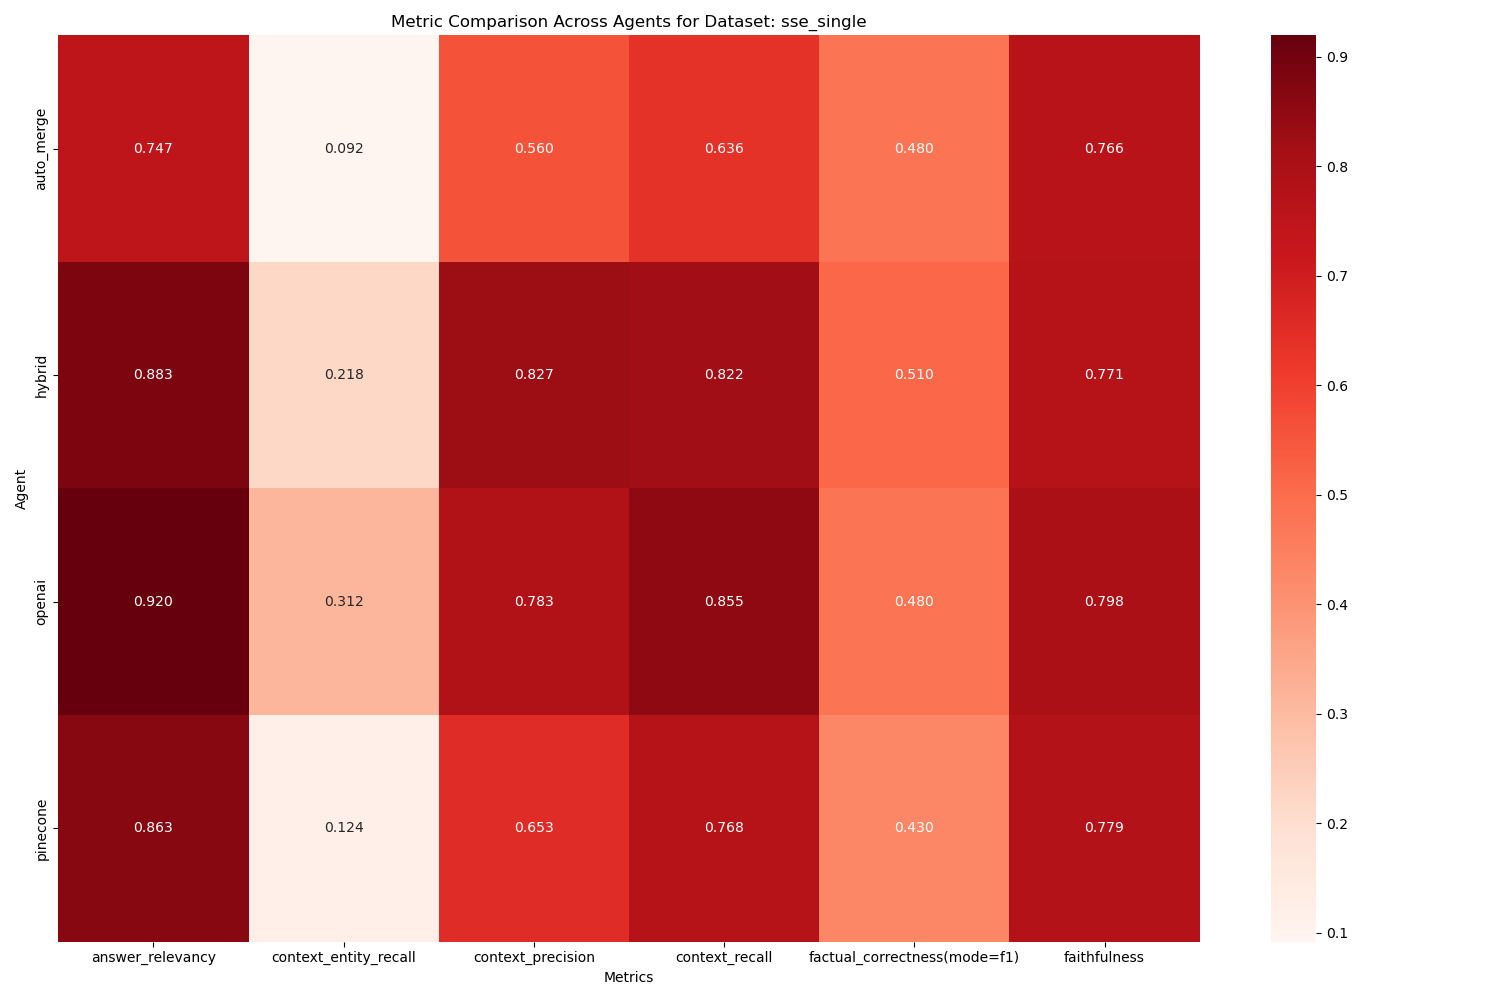 Metric Comparison Across Agents for Dataset: sse_single
Agent
auto_merge
0.747 0.092 0.560 0.636 0.480 0.766
hybrid
0.883 0.218 0.827 0.822 0.510 0.771
openai
0.920 0.312 0.783 0.855 0.480 0.798
pinecone
0.863 0.124 0.653 0.768 0.430 0.779
answer_relevancy context_entity_recall context_precision context_recall factual_correctness(mode=f1) faithfulness
Metrics
0.9
0.8
0.7
0.6
0.5
0.4
0.3
0.2
0.1